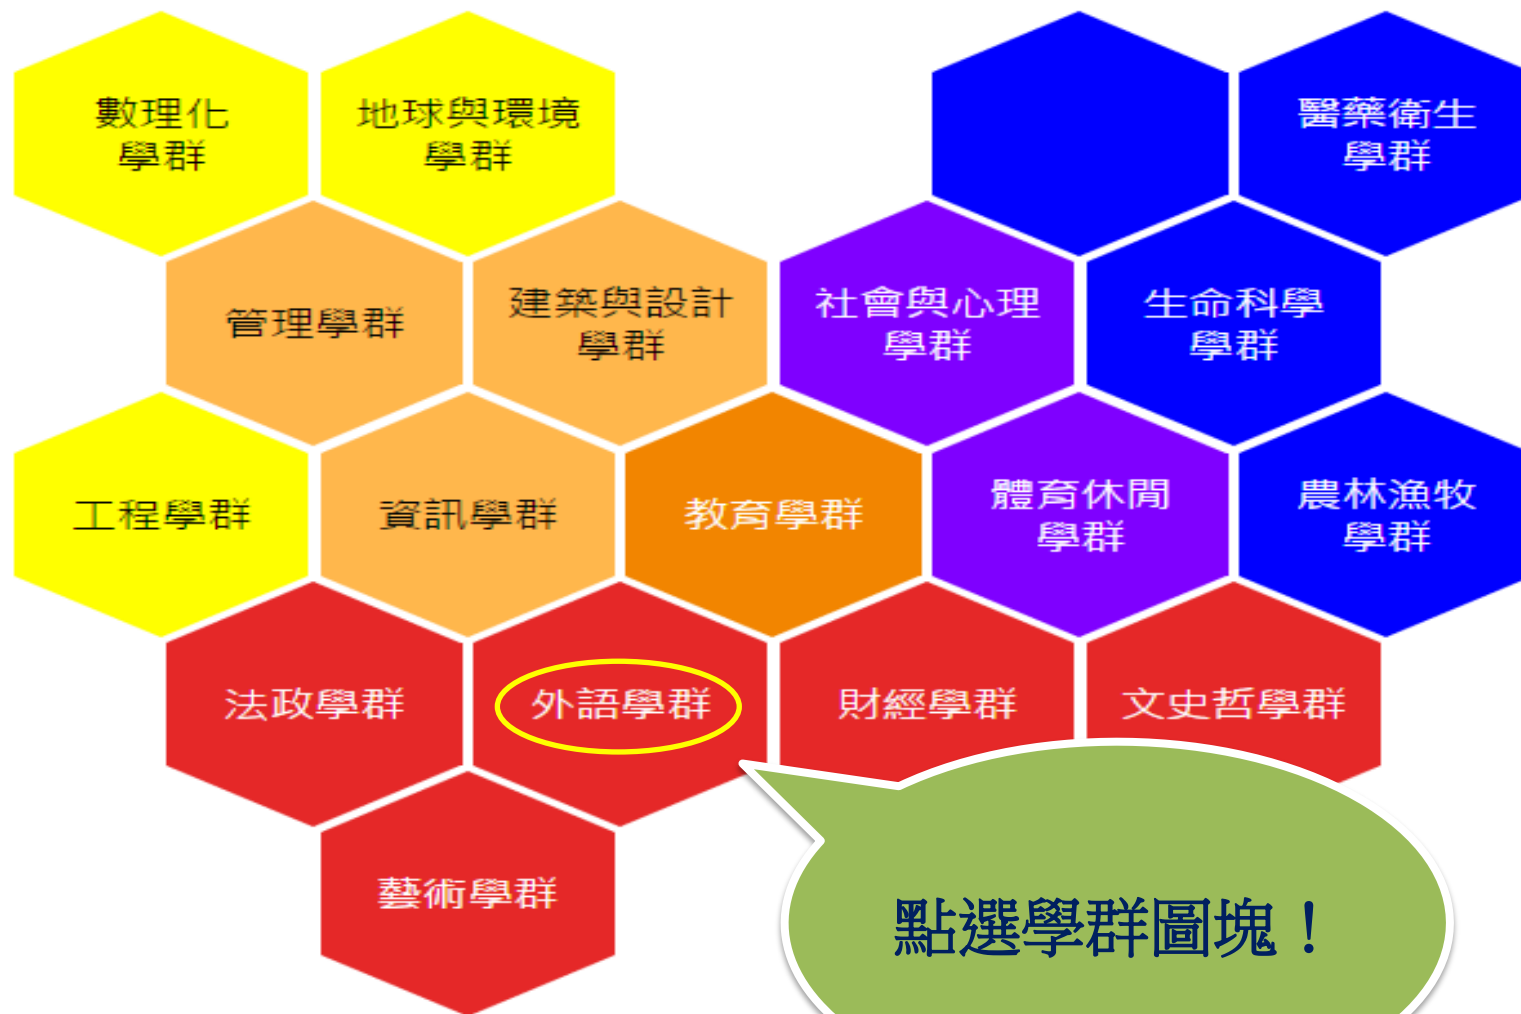 數理化
學群
地球與環境
學群
醫藥衛生
學群
管理學群
建築與設計
學群
社會與心理
學群
生命科學
學群
工程學群
資訊學群
教育學群
體育休閒
學群
農林漁牧
學群
法政學群
外語學群
財經學群
文史哲學群
藝術學群
點選學群圖塊！